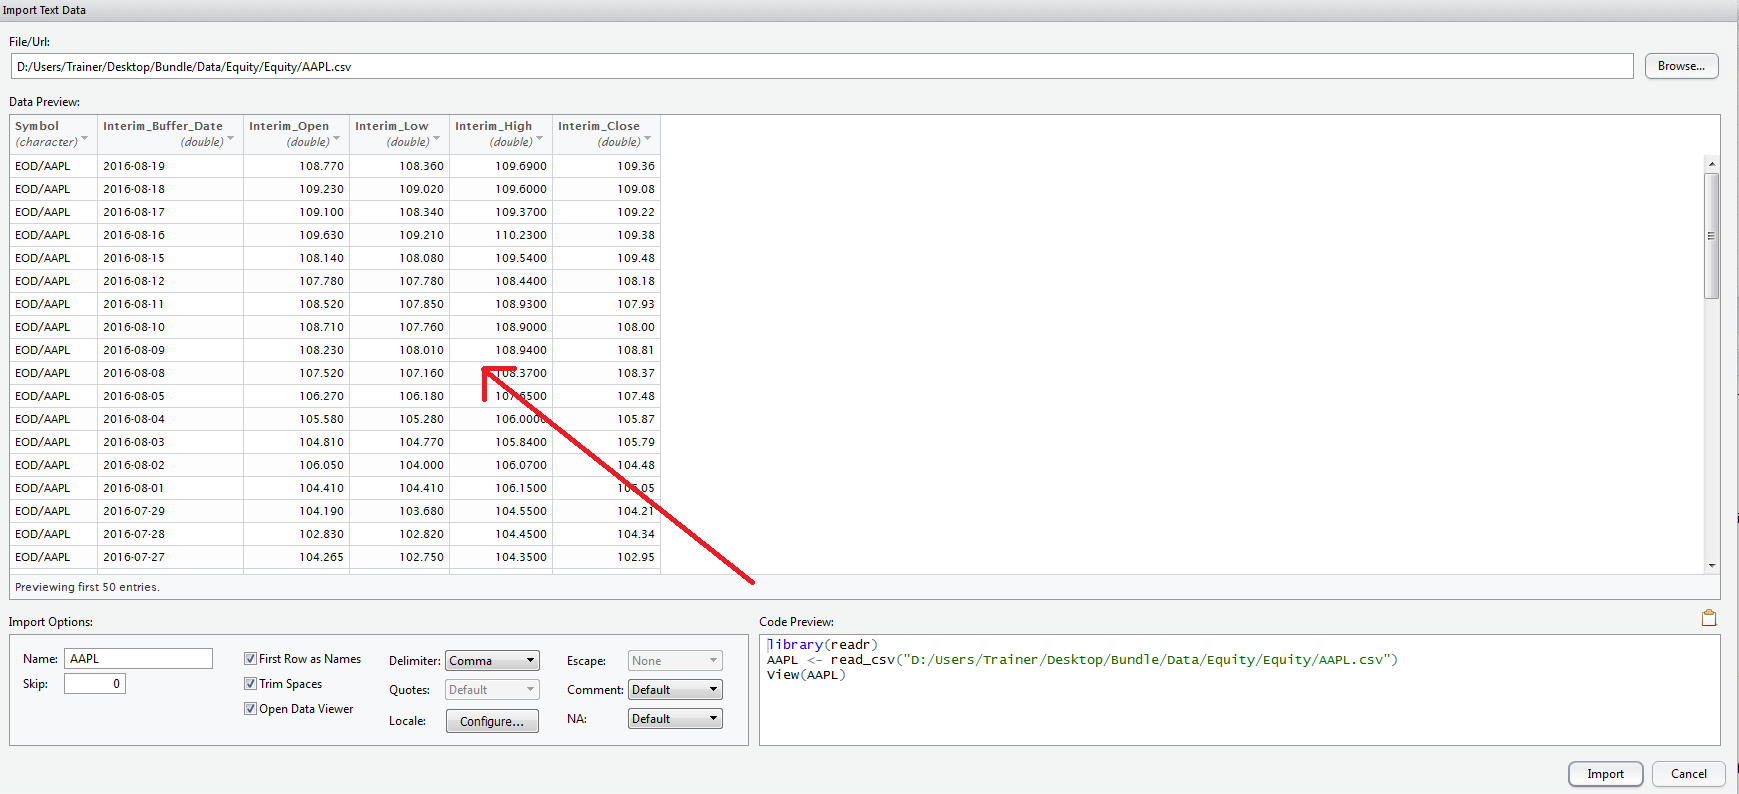 Import Text Data
File/Url:
D:/Users/Trainer/Desktop/Bundle/Data/Equity/Equity/AAPL.csv
Browse...
Data Preview:
Symbol Interim_Buffer_Date Interim_Open Interim_Low Interim_High Interim_Close
(character) (double) (double) (double) (double) (double)
EOD/AAPL 2016-08-19 108.770 108.360 109.6900 109.36
EOD/AAPL 2016-08-18 109.230 109.020 109.6000 109.08
EOD/AAPL 2016-08-17 109.100 108.340 109.3700 109.22
EOD/AAPL 2016-08-16 109.630 109.210 110.2300 109.38
EOD/AAPL 2016-08-15 108.140 108.080 109.5400 109.48
EOD/AAPL 2016-08-12 107.780 107.780 108.4400 108.18
EOD/AAPL 2016-08-11 108.520 107.850 108.9300 107.93
EOD/AAPL 2016-08-10 108.710 107.760 108.9000 108.00
EOD/AAPL 2016-08-09 108.230 108.010 108.9400 108.81
EOD/AAPL 2016-08-08 107.520 107.160 108.3700 108.37
EOD/AAPL 2016-08-05 106.270 106.180 107.6500 107.48
EOD/AAPL 2016-08-04 105.580 105.280 106.0000 105.87
EOD/AAPL 2016-08-03 104.810 104.770 105.8400 105.79
EOD/AAPL 2016-08-02 106.050 104.000 106.0700 104.48
EOD/AAPL 2016-08-01 104.410 104.410 106.1500
EOD/AAPL 2016-07-29 104.190 103.680 104.5500 104.21
EOD/AAPL 2016-07-28 102.830 102.820 104.4500 104.34
EOD/AAPL 2016-07-27 104.265 102.750 104.3500 102.95
Previewing first 50 entries.
Import Options:
Name: AAPL
Skip: 0
First Row as Names
Trim Spaces
Open Data Viewer
Delimiter: Comma
Quotes: Default
Locale: Configure...
Escape: None
Comment: Default
NA: Default
Code Preview:
library(readr)
AAPL <- read_csv("D:/Users/Trainer/Desktop/Bundle/Data/Equity/Equity/AAPL.csv")
View(AAPL)
Import
Cancel